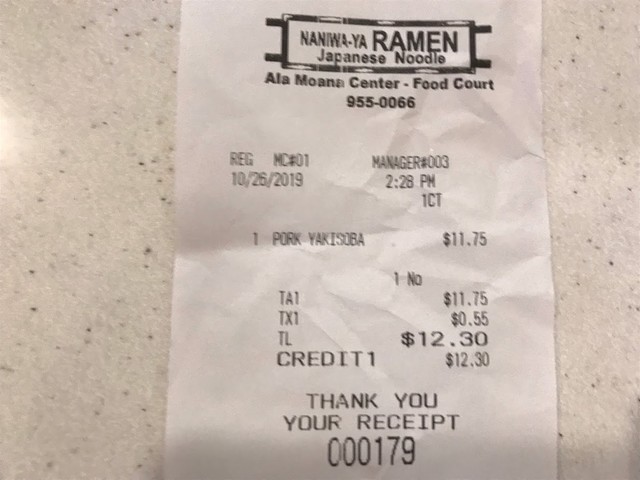 NANIWA-YA RAMEN
Japanese Noodle
Ala Moana Center - Food Court
955-0066
REG MC#01 MANAGER#003
10/26/2019 2:28 PM
1CT
1 PORK YAKISOBA $11.75
1 No
TA1 $11.75
TX1 $0.55
TL $12.30
CREDIT1 $12.30
THANK YOU
YOUR RECEIPT
000179